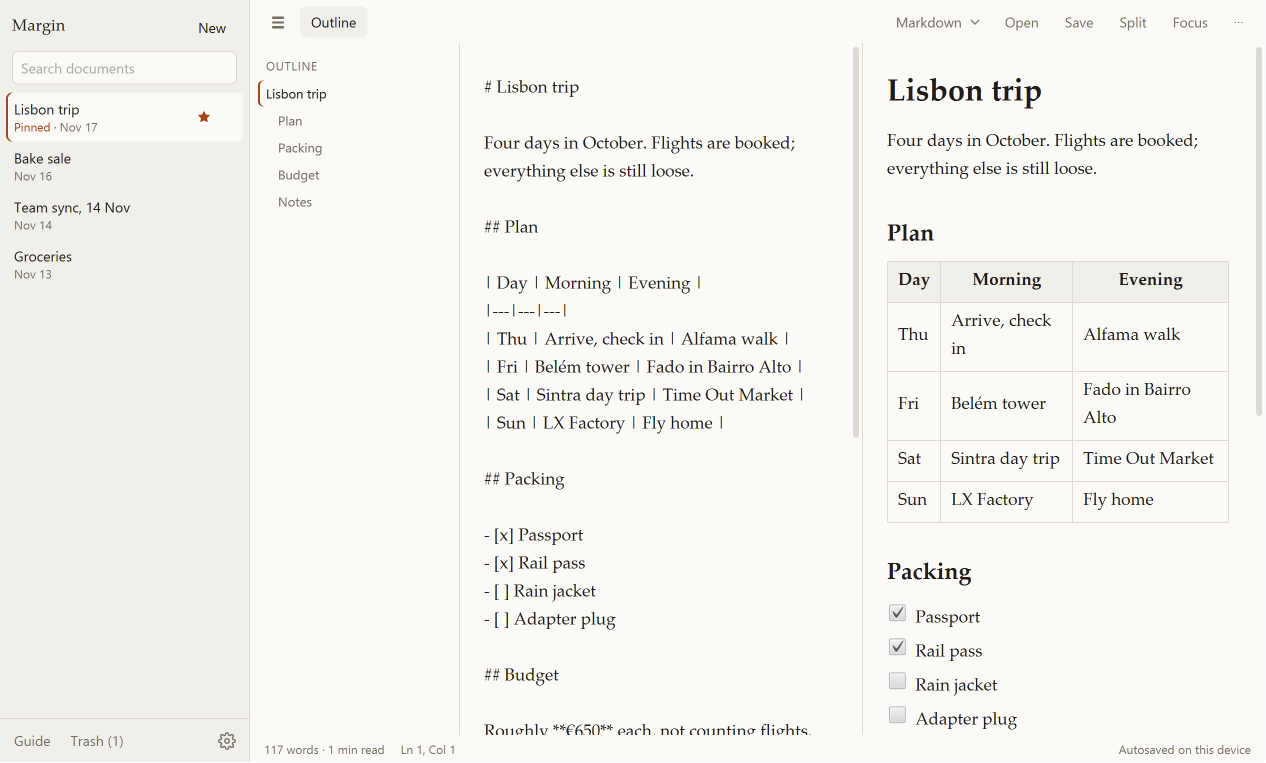 Margin
New
Search documents
Lisbon trip
Pinned · Nov 17
Bake sale
Nov 16
Team sync, 14 Nov
Nov 14
Groceries
Nov 13
Guide
Trash (1)
Outline
Markdown
Open
Save
Split
Focus
···
OUTLINE
Lisbon trip
Plan
Packing
Budget
Notes
# Lisbon trip
Four days in October. Flights are booked;
everything else is still loose.
## Plan
| Day | Morning | Evening |
|---|---|---|
| Thu | Arrive, check in | Alfama walk |
| Fri | Belém tower | Fado in Bairro Alto |
| Sat | Sintra day trip | Time Out Market |
| Sun | LX Factory | Fly home |
## Packing
- [x] Passport
- [x] Rail pass
- [ ] Rain jacket
- [ ] Adapter plug
## Budget
Roughly **€650** each, not counting flights.
Lisbon trip
Four days in October. Flights are booked;
everything else is still loose.
Plan
Day Morning Evening
Thu Arrive, check in Alfama walk
Fri Belém tower Fado in Bairro Alto
Sat Sintra day trip Time Out Market
Sun LX Factory Fly home
Packing
Passport
Rail pass
Rain jacket
Adapter plug
117 words · 1 min read
Ln 1, Col 1
Autosaved on this device